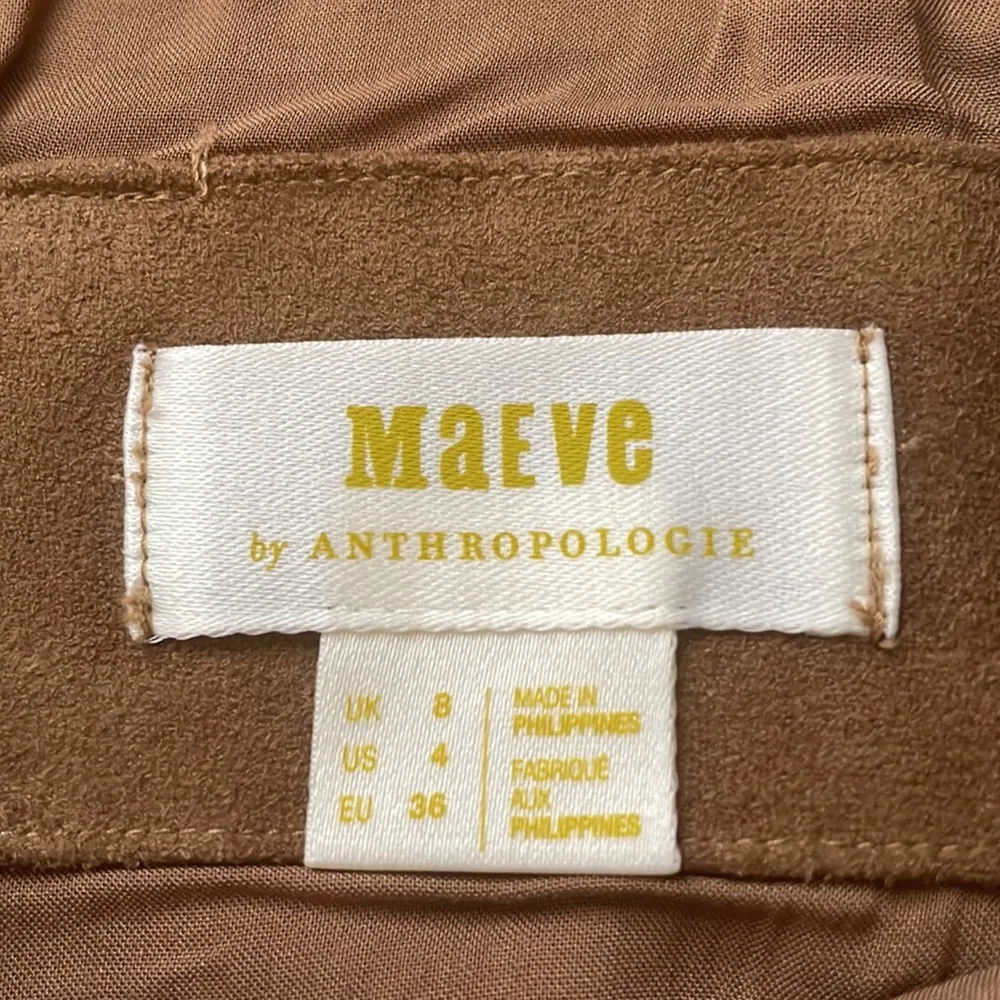 MaEVe
by ANTHROPOLOGIE
UK 8
US 4
EU 36
MADE IN
PHILIPPINES
FABRIQUÉ
AUX
PHILIPPINES